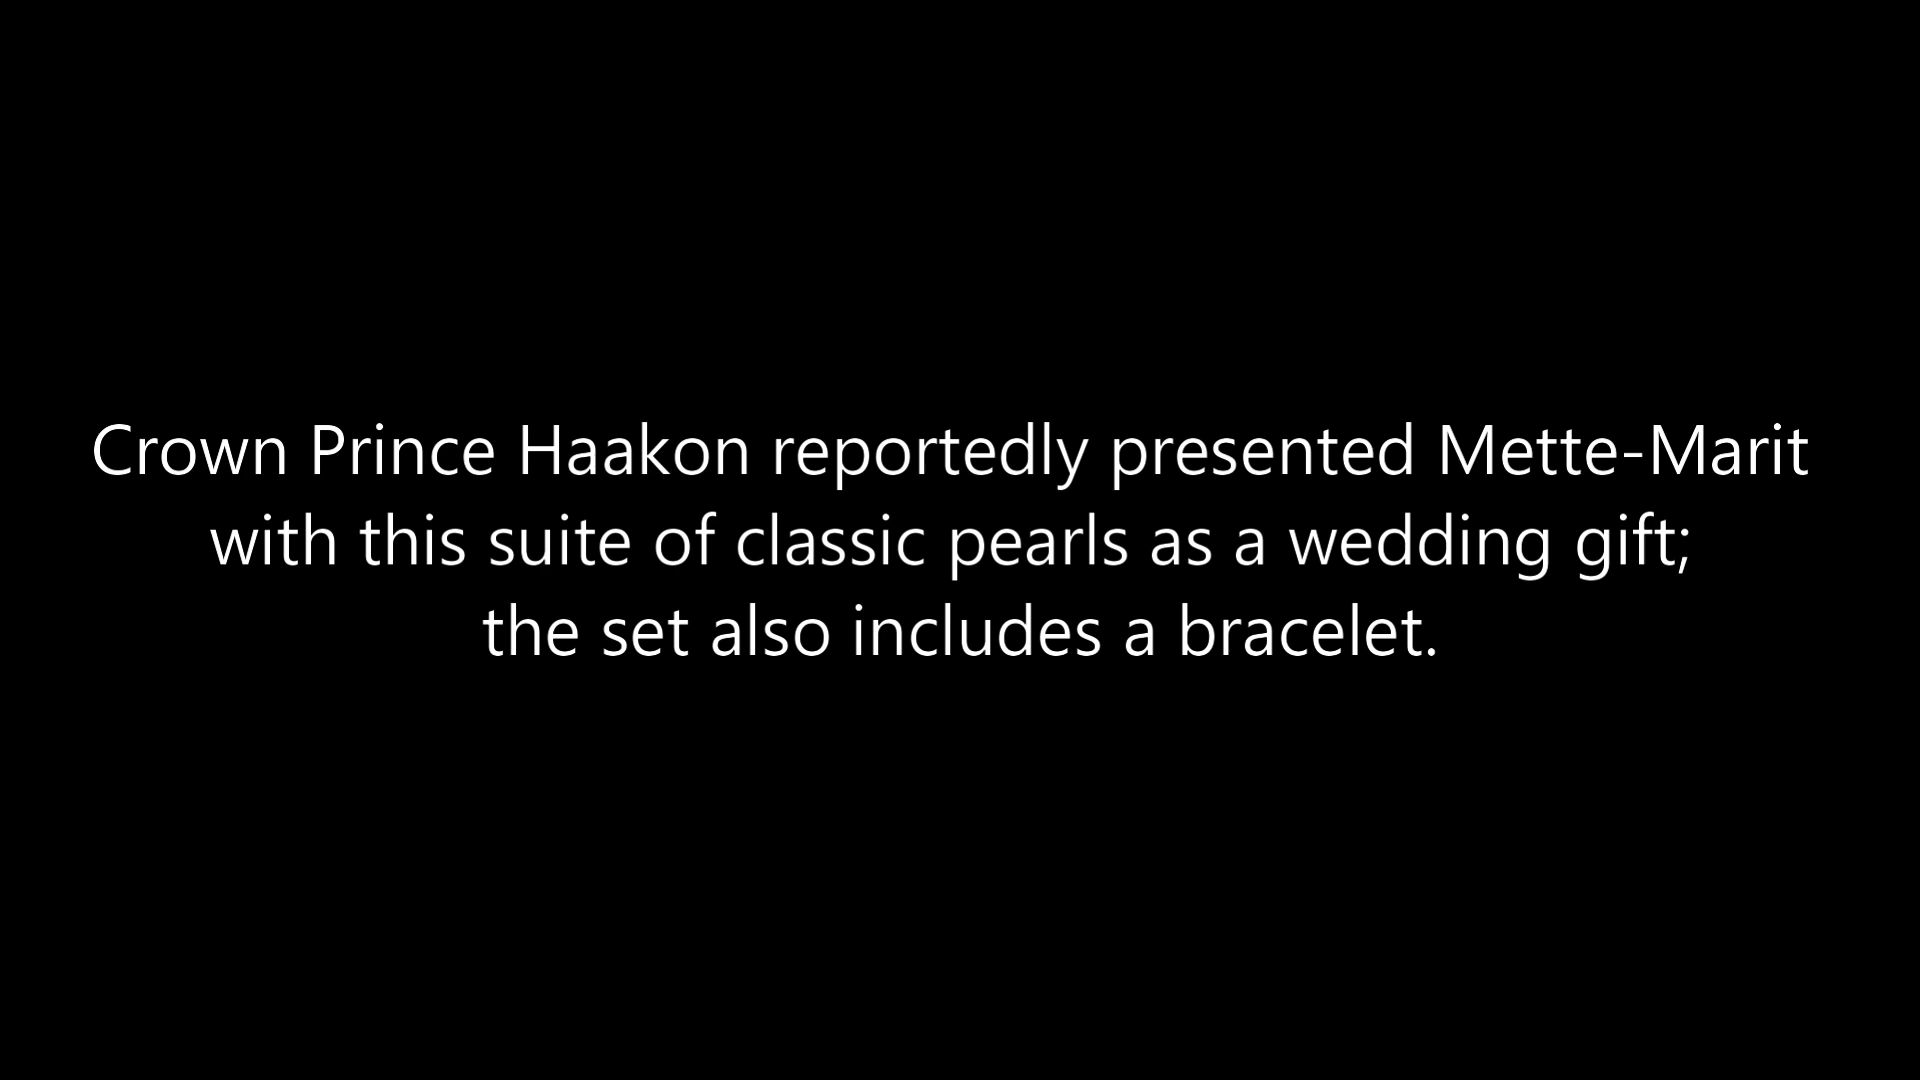 Crown Prince Haakon reportedly presented Mette-Marit
with this suite of classic pearls as a wedding gift;
the set also includes a bracelet.